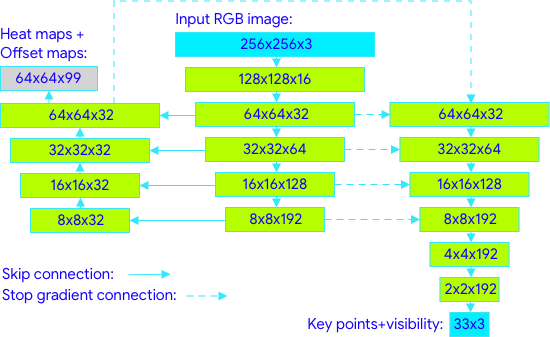 Input RGB image:
Heat maps +
Offset maps:
256x256x3
64x64x99
128x128x16
64x64x32
64x64x32
64x64x32
32x32x32
32x32x64
32x32x64
16x16x32
16x16x128
16x16x128
8x8x32
8x8x192
8x8x192
4x4x192
Skip connection:
Stop gradient connection:
2x2x192
Key points+visibility:
33x3